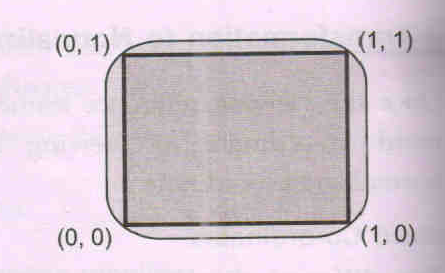 (0, 1) (1, 1)
(0, 0) (1, 0)